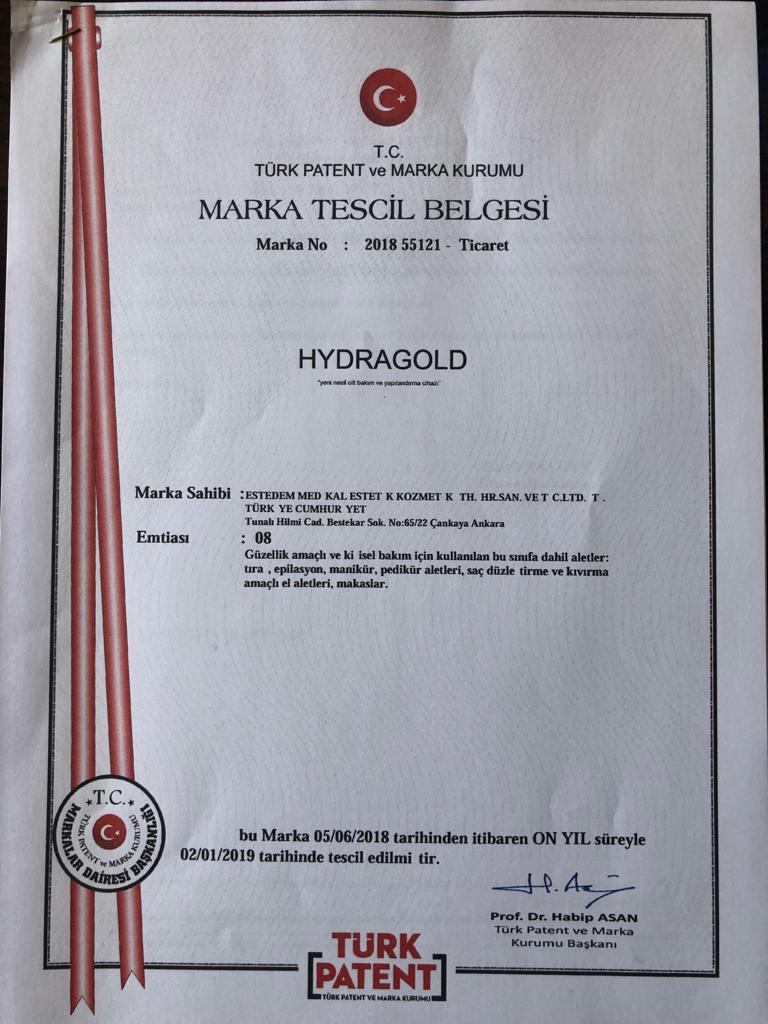 T.C.
TÜRK PATENT ve MARKA KURUMU
MARKA TESCİL BELGESİ
Marka No : 2018 55121 - Ticaret
HYDRAGOLD
"yeni nesil cilt bakım ve yapılandırma cihazı"
Marka Sahibi : ESTEDEM MED KAL ESTET K KOZMET K TH. HR.SAN. VE T C.LTD. T .
TÜRK YE CUMHUR YET
Tunalı Hilmi Cad. Bestekar Sok. No:65/22 Çankaya Ankara
Emtiası : 08
Güzellik amaçlı ve ki isel bakım için kullanılan bu sınıfa dahil aletler:
tıra , epilasyon, manikür, pedikür aletleri, saç düzle tirme ve kıvırma
amaçlı el aletleri, makaslar.
T.C.
TÜRK PATENT ve MARKA KURUMU
MARKALAR DAİRESİ BAŞKANLIĞI
bu Marka 05/06/2018 tarihinden itibaren ON YIL süreyle
02/01/2019 tarihinde tescil edilmi tir.
Prof. Dr. Habip ASAN
Türk Patent ve Marka
Kurumu Başkanı
TÜRK
PATENT
TÜRK PATENT VE MARKA KURUMU